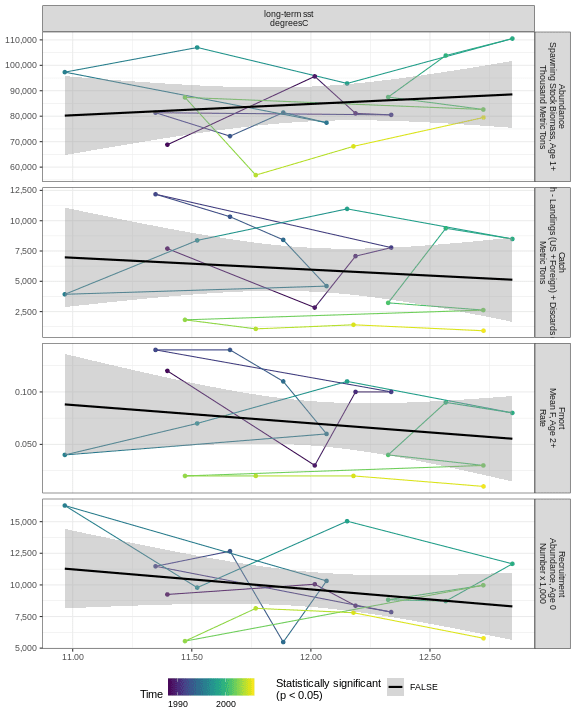 long-term sst
degreesC
110,000
100,000
90,000
80,000
70,000
60,000
Abundance
Spawning Stock Biomass, Age 1+
Thousand Metric Tons
12,500
10,000
7,500
5,000
2,500
Catch
h - Landings (US +Foreign) + Discards
Metric Tons
0.100
0.050
Fmort
Mean F, Age 2+
Rate
15,000
12,500
10,000
7,500
5,000
Recruitment
Abundance, Age 0
Number x 1,000
11.00
11.50
12.00
12.50
Time
1990
2000
Statistically significant
(p < 0.05)
FALSE